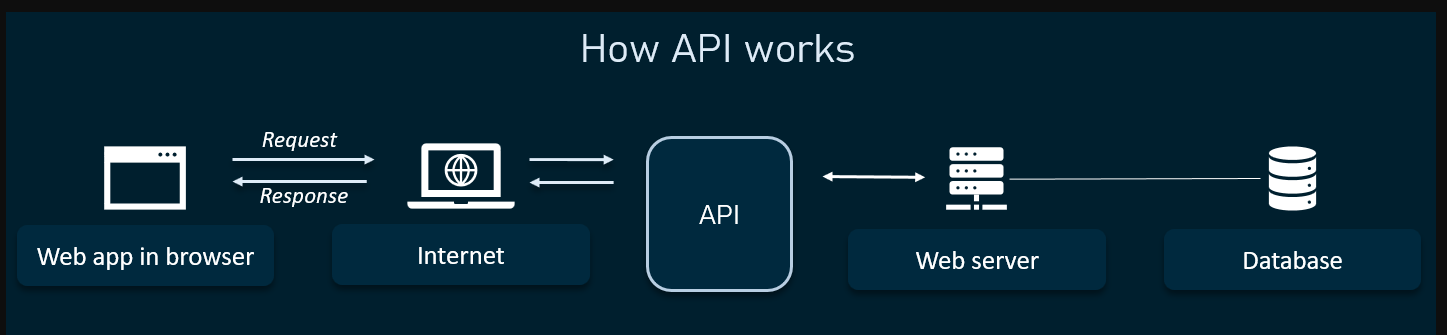 How API works
Request
Response
API
Web app in browser
Internet
Web server
Database